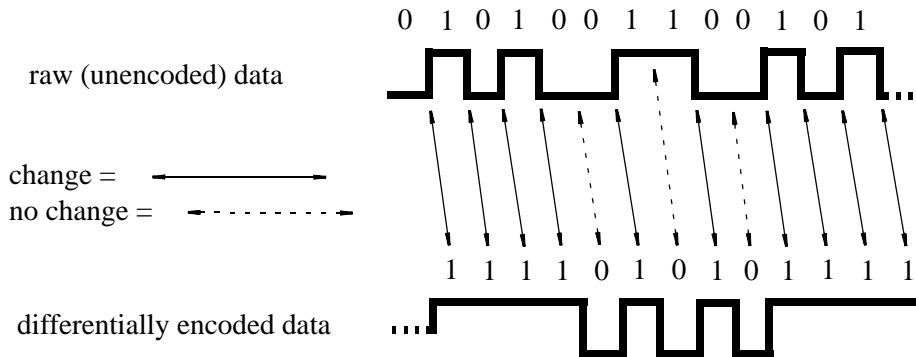 0 1 0 1 0 0 1 1 0 0 1 0 1
raw (unencoded) data
change =
no change =
1 1 1 1 0 1 0 1 0 1 1 1 1
differentially encoded data